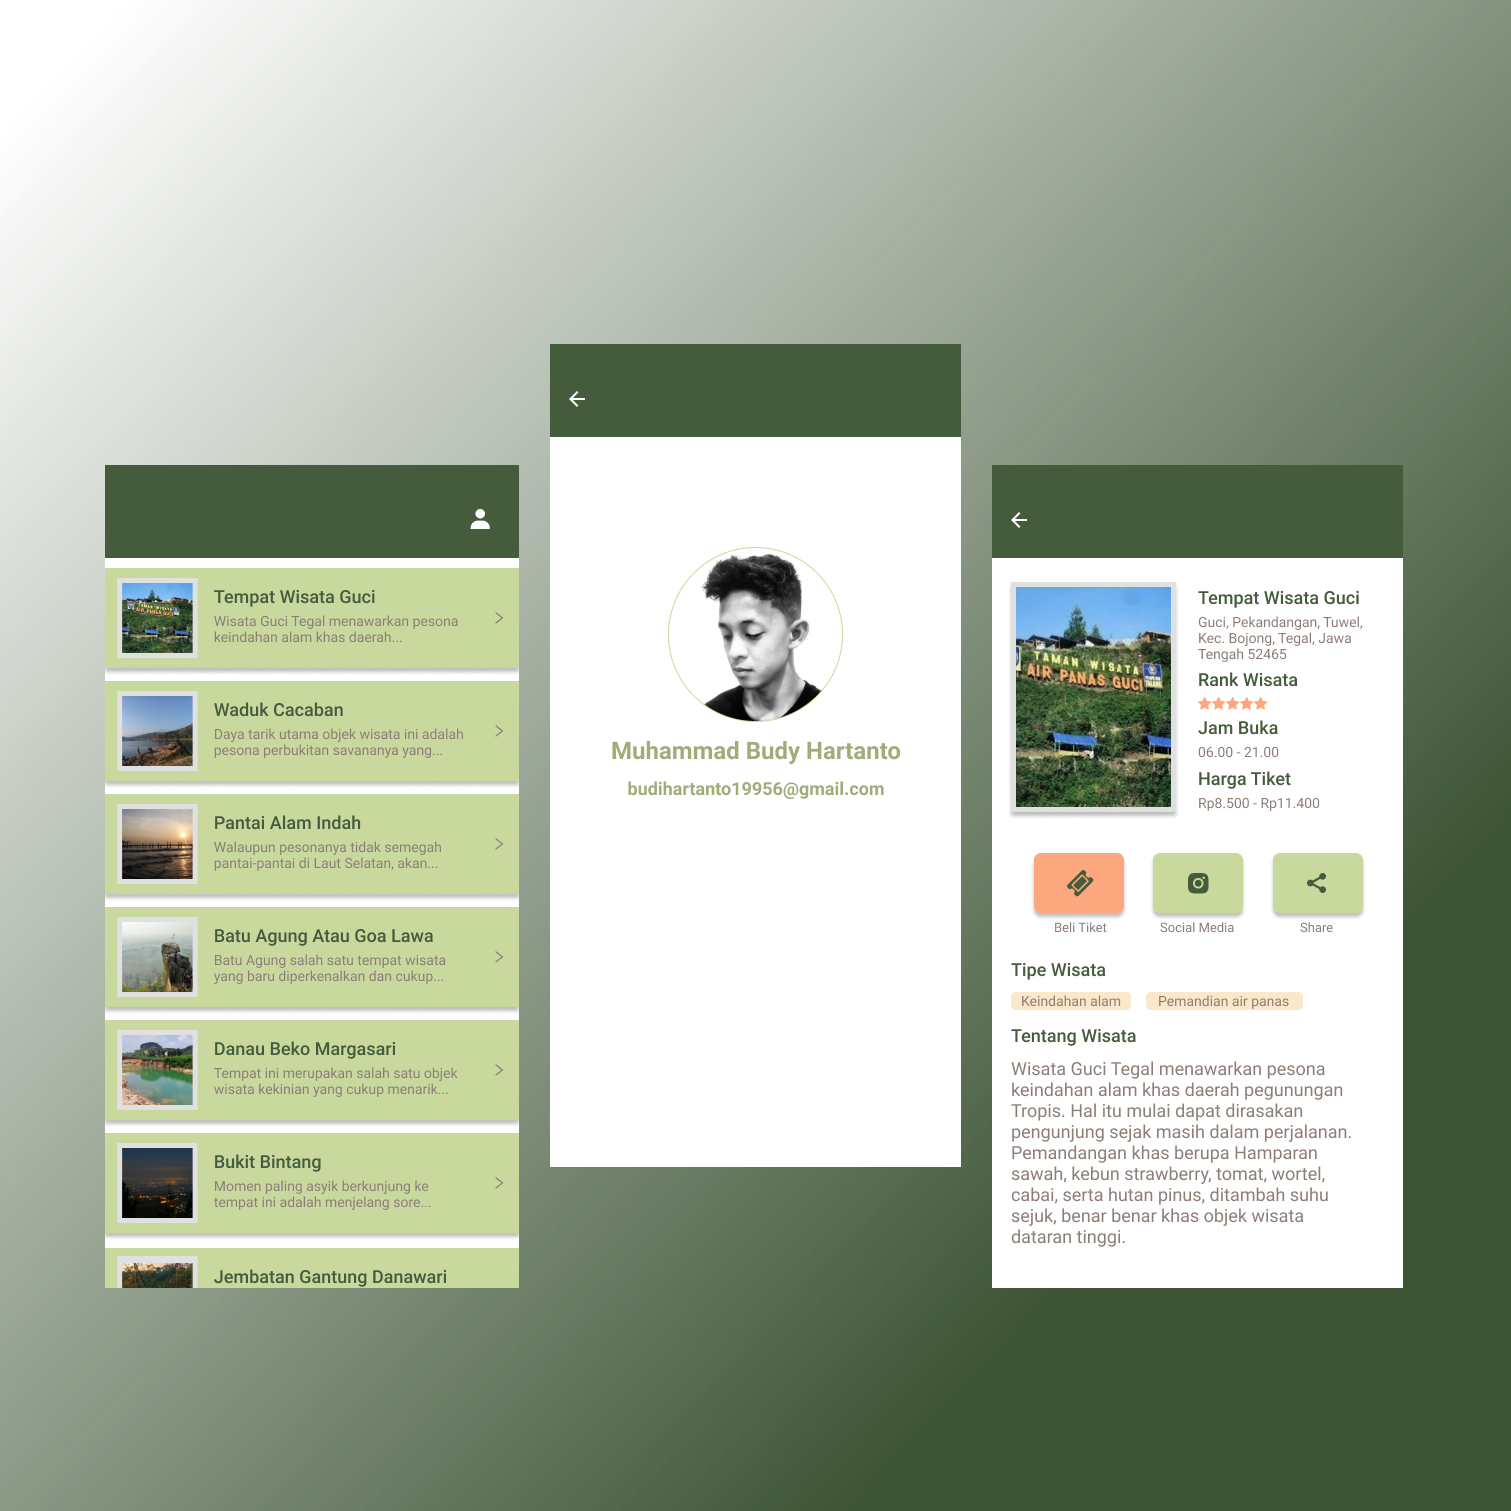 Tempat Wisata Guci
Wisata Guci Tegal menawarkan pesona
keindahan alam khas daerah...
Waduk Cacaban
Daya tarik utama objek wisata ini adalah
pesona perbukitan savananya yang...
Pantai Alam Indah
Walaupun pesonanya tidak semegah
pantai-pantai di Laut Selatan, akan...
Batu Agung Atau Goa Lawa
Batu Agung salah satu tempat wisata
yang baru diperkenalkan dan cukup...
Danau Beko Margasari
Tempat ini merupakan salah satu objek
wisata kekinian yang cukup menarik...
Bukit Bintang
Momen paling asyik berkunjung ke
tempat ini adalah menjelang sore...
Jembatan Gantung Danawari
Muhammad Budy Hartanto
budihartanto19956@gmail.com
TAMAN WISATA
AIR PANAS GUCI
Tempat Wisata Guci
Guci, Pekandangan, Tuwel,
Kec. Bojong, Tegal, Jawa
Tengah 52465
Rank Wisata
Jam Buka
06.00 - 21.00
Harga Tiket
Rp8.500 - Rp11.400
Beli Tiket
Social Media
Share
Tipe Wisata
Keindahan alam
Pemandian air panas
Tentang Wisata
Wisata Guci Tegal menawarkan pesona
keindahan alam khas daerah pegunungan
Tropis. Hal itu mulai dapat dirasakan
pengunjung sejak masih dalam perjalanan.
Pemandangan khas berupa Hamparan
sawah, kebun strawberry, tomat, wortel,
cabai, serta hutan pinus, ditambah suhu
sejuk, benar benar khas objek wisata
dataran tinggi.